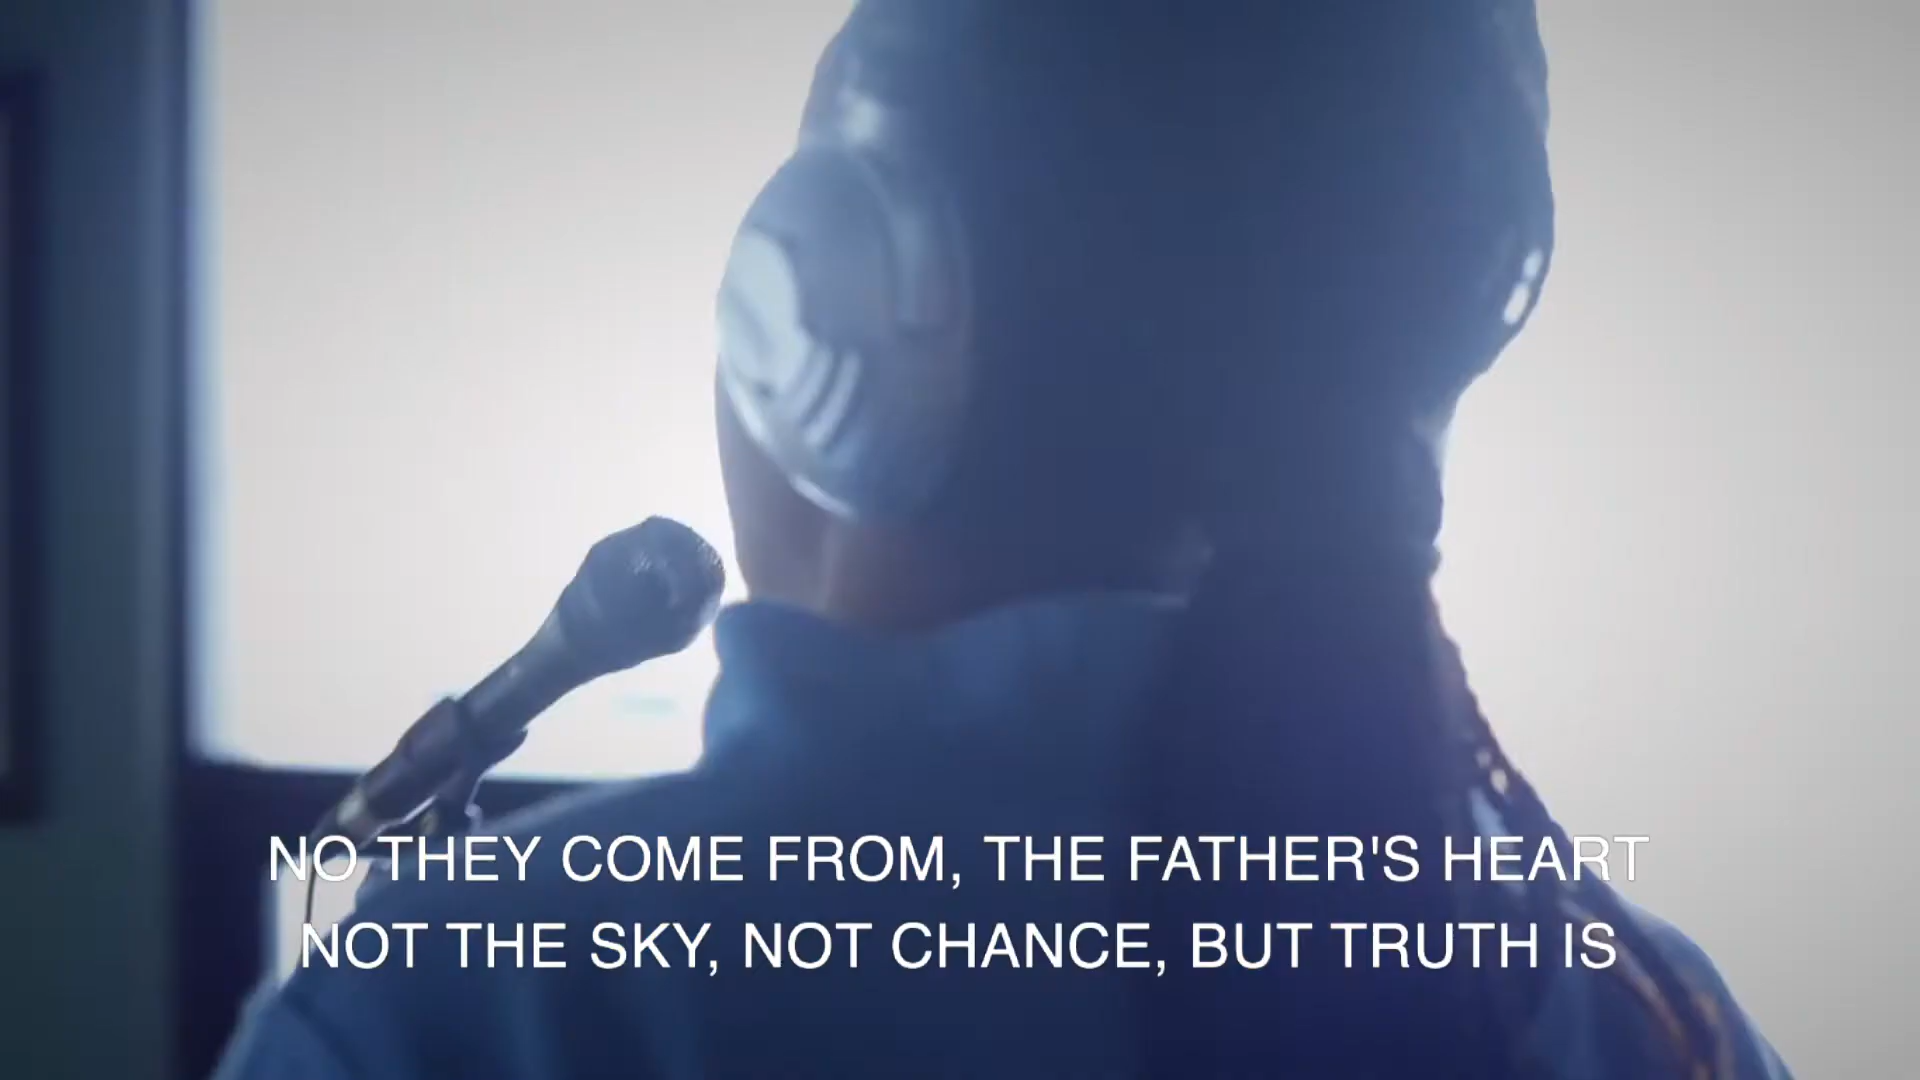 NO THEY COME FROM, THE FATHER'S HEART
NOT THE SKY, NOT CHANCE, BUT TRUTH IS